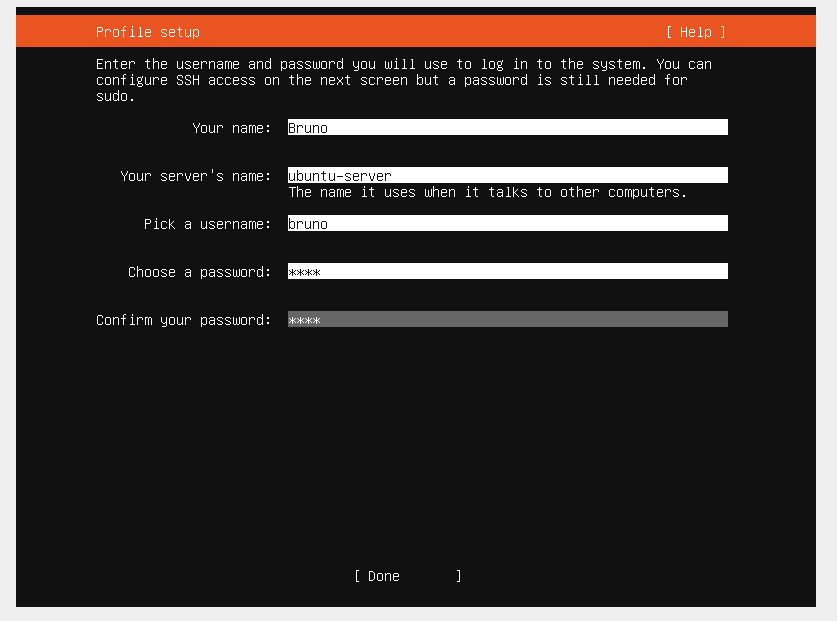 Profile setup [ Help ]
Enter the username and password you will use to log in to the system. You can
configure SSH access on the next screen but a password is still needed for
sudo.
Your name: Bruno
Your server's name: ubuntu-server
The name it uses when it talks to other computers.
Pick a username: bruno
Choose a password: ****
Confirm your password: ****
[ Done ]